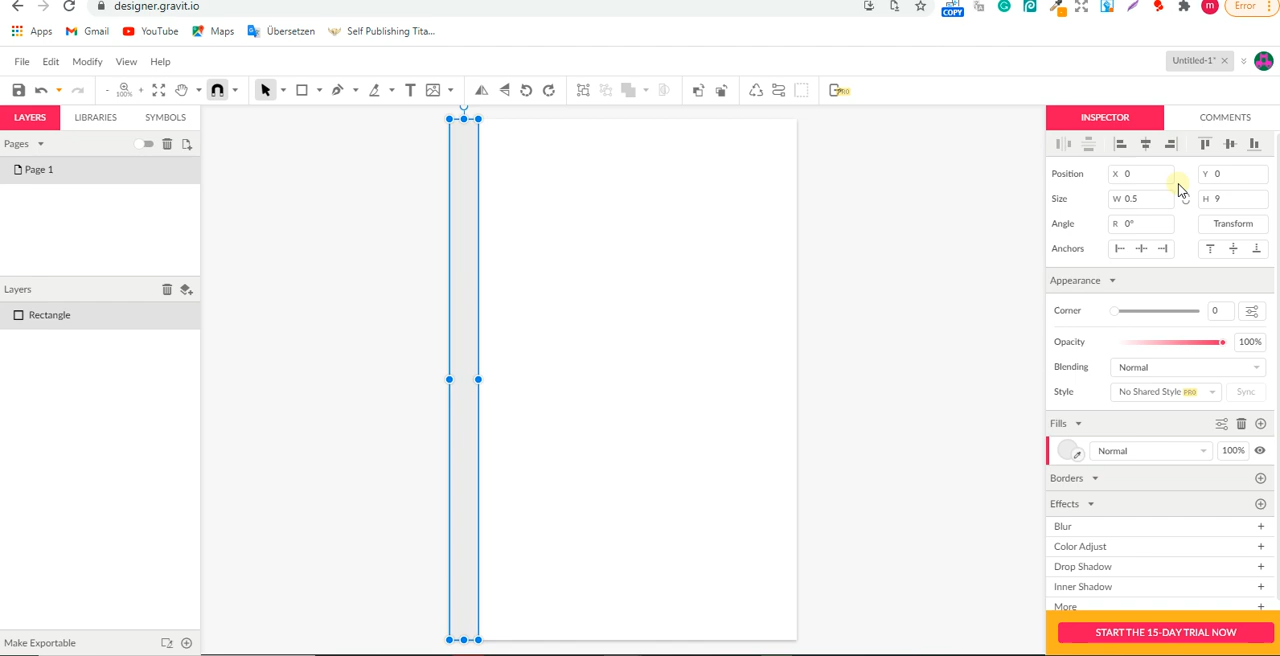 designer.gravit.io
COPY
m
Error
Apps
Gmail
YouTube
Maps
Übersetzen
Self Publishing Tita...
File
Edit
Modify
View
Help
Untitled-1*
-
100%
+
T
PRO
LAYERS
LIBRARIES
SYMBOLS
Pages
Page 1
Layers
Rectangle
Make Exportable
INSPECTOR
COMMENTS
Position
X 0
Y 0
Size
W 0.5
H 9
Angle
R 0°
Transform
Anchors
Appearance
Corner
0
Opacity
100%
Blending
Normal
Style
No Shared Style PRO
Sync
Fills
Normal
100%
Borders
Effects
Blur
Color Adjust
Drop Shadow
Inner Shadow
More
START THE 15-DAY TRIAL NOW